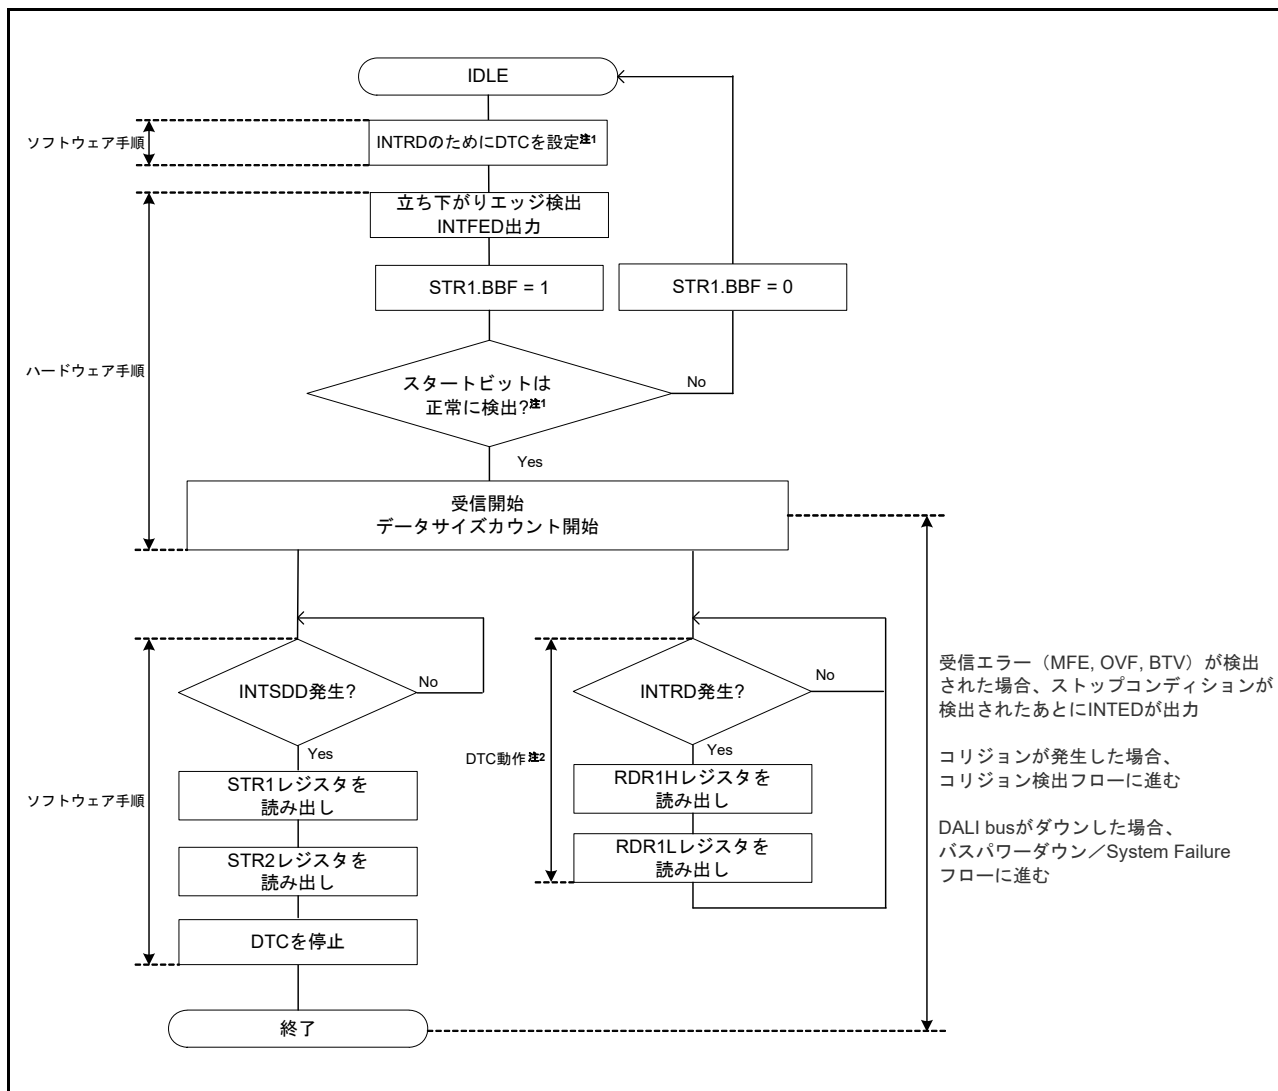 IDLE
ソフトウェア手順
INTRDのためにDTCを設定注1
立ち下がりエッジ検出
INTFED出力
STR1.BBF = 1
STR1.BBF = 0
ハードウェア手順
スタートビットは
正常に検出?注1
No
Yes
受信開始
データサイズカウント開始
INTSDD発生?
No
Yes
ソフトウェア手順
STR1レジスタを
読み出し
STR2レジスタを
読み出し
DTCを停止
終了
INTRD発生?
No
Yes
DTC動作注2
RDR1Hレジスタを
読み出し
RDR1Lレジスタを
読み出し
受信エラー（MFE, OVF, BTV）が検出
された場合、ストップコンディションが
検出されたあとにINTEDが出力
コリジョンが発生した場合、
コリジョン検出フローに進む
DALI busがダウンした場合、
バスパワーダウン／System Failure
フローに進む